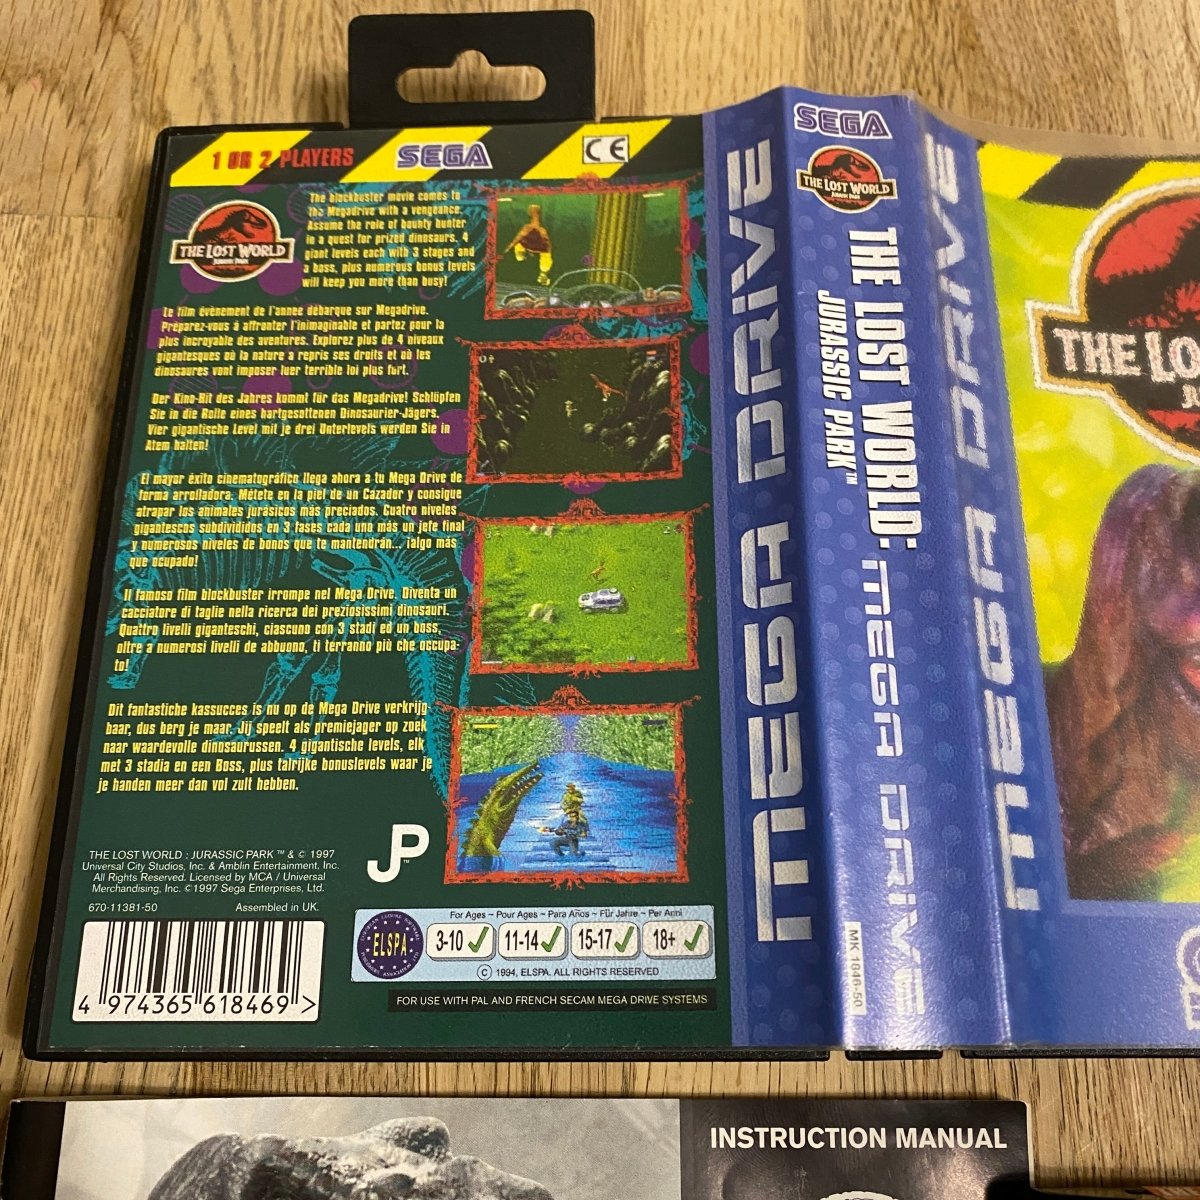 1 OR 2 PLAYERS
SEGA
CE
THE LOST WORLD
JURASSIC PARK
The blockbuster movie comes to
The Megadrive with a vengeance.
Assume the role of bounty hunter
in a quest for prized dinosaurs. 4
giant levels each with 3 stages and
a boss, plus numerous bonus levels
will keep you more than busy!
Le film évènement de l'année débarque sur Megadrive.
Préparez-vous à affronter l'inimaginable et partez pour la
plus incroyable des aventures. Explorez plus de 4 niveaux
gigantesques où la nature a repris ses droits et où les
dinosaures vont imposer luer terrible loi plus fort.
Der Kino-Hit des Jahres kommt für das Megadrive! Schlüpfen
Sie in die Rolle eines hartgesottenen Dinosaurier-Jägers.
Vier gigantische Level mit je drei Unterlevels werden Sie in
Atem halten!
El mayor éxito cinematográfico llega ahora a tu Mega Drive de
forma arrolladora. Métete en la piel de un Cazador y consigue
atrapar los animales jurásicos más preciados. Cuatro niveles
gigantescos subdivididos en 3 fases cada uno más un jefe final
y numerosos niveles de bonos que te mantendrán... ¡algo más
que ocupado!
Il famoso film blockbuster irrompe nel Mega Drive. Diventa un
cacciatore di taglie nella ricerca dei preziosissimi dinosauri.
Quattro livelli giganteschi, ciascuno con 3 stadi ed un boss,
oltre a numerosi livelli de abbuono, ti terranno più che occupa-
to!
Dit fantastiche kassucces is nu op de Mega Drive verkrijg-
baar, dus berg je maar. Jij speelt als premiejager op zoek
naar waardevolle dinosaurussen. 4 gigantische levels, elk
met 3 stadia en een Boss, plus talrijke bonuslevels waar je
je handen meer dan vol zult hebben.
THE LOST WORLD : JURASSIC PARK ™ & © 1997
Universal City Studios, Inc. & Amblin Entertainment, Inc.
All Rights Reserved. Licensed by MCA / Universal
Merchandising, Inc. ©1997 Sega Enterprises, Ltd.
670-11381-50 Assembled in UK.
JP™
4 974365 618469 >
ELSPA
For Ages ~ Pour Ages ~ Para Años ~ Für Jahre ~ Per Anni
3-10 11-14 15-17 18+
© 1994, ELSPA. ALL RIGHTS RESERVED
FOR USE WITH PAL AND FRENCH SECAM MEGA DRIVE SYSTEMS
MEGA DRIVE
SEGA
THE LOST WORLD
JURASSIC PARK
THE LOST WORLD:
JURASSIC PARK™
MEGA DRIVE
MK 1846-50
MEGA DRIVE
THE LO
INSTRUCTION MANUAL